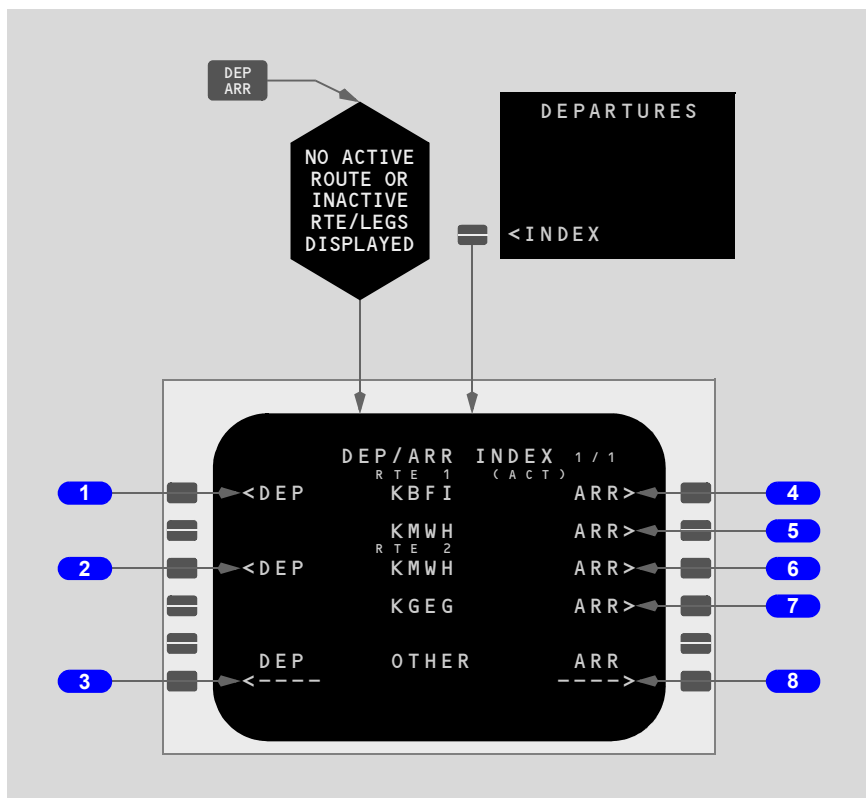 DEP
ARR
DEPARTURES
NO ACTIVE
ROUTE OR
INACTIVE
RTE/LEGS
DISPLAYED
<INDEX
DEP/ARR INDEX 1/1
RTE 1 (ACT)
1 <DEP KBFI ARR> 4
KMWH ARR> 5
RTE 2
2 <DEP KMWH ARR> 6
KGEG ARR> 7
DEP OTHER ARR
3 <---- ----> 8